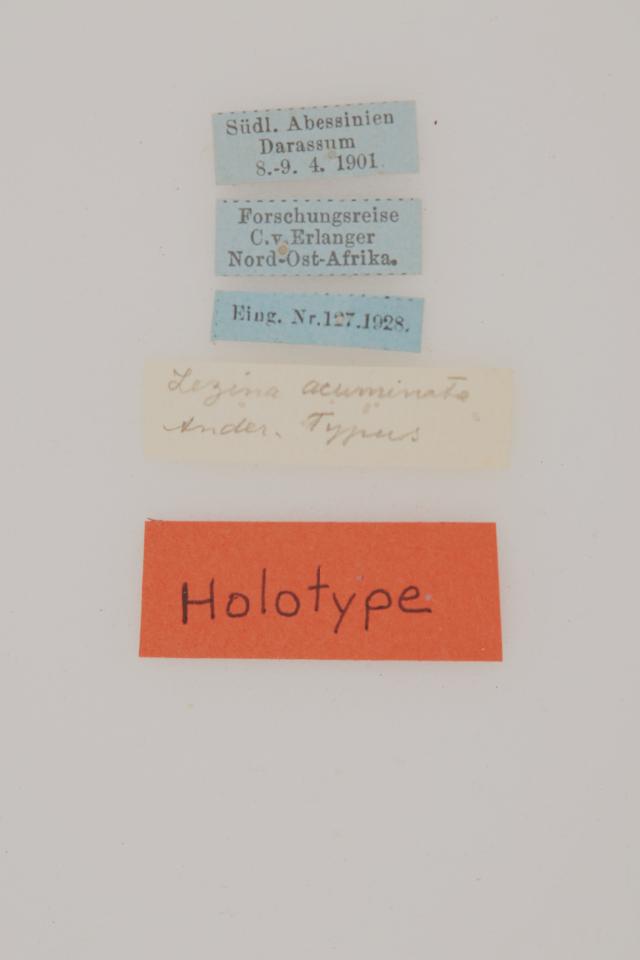 Südl. Abessinien
Darassum
8.-9. 4. 1901
Forschungsreise
C.v.Erlanger
Nord-Ost-Afrika.
Eing. Nr.127.1928.
Lezina acuminata
Ander. Typus
Holotype